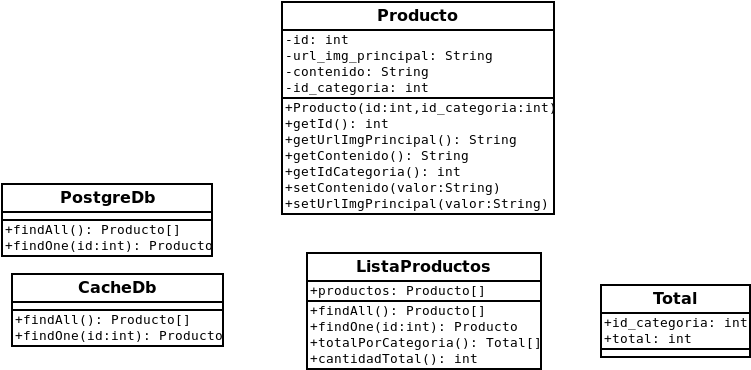 Producto
-id: int
-url_img_principal: String
-contenido: String
-id_categoria: int
+Producto(id:int,id_categoria:int)
+getId(): int
+getUrlImgPrincipal(): String
+getContenido(): String
+getIdCategoria(): int
+setContenido(valor:String)
+setUrlImgPrincipal(valor:String)
PostgreDb
+findAll(): Producto[]
+findOne(id:int): Producto
CacheDb
+findAll(): Producto[]
+findOne(id:int): Producto
ListaProductos
+productos: Producto[]
+findAll(): Producto[]
+findOne(id:int): Producto
+totalPorCategoria(): Total[]
+cantidadTotal(): int
Total
+id_categoria: int
+total: int